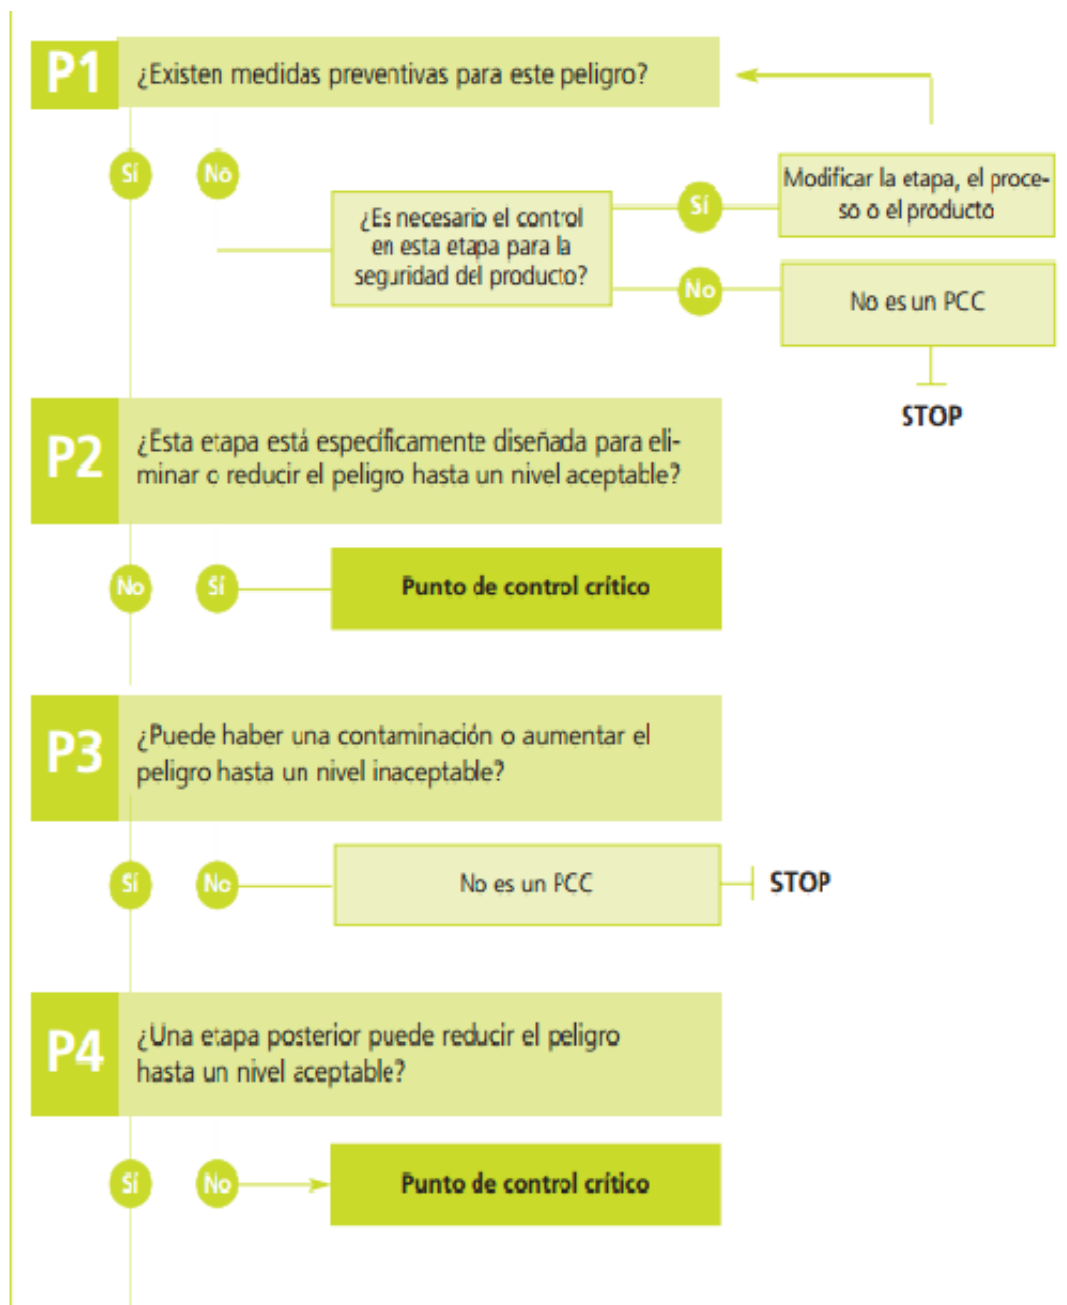 P1
¿Existen medidas preventivas para este peligro?
Sí
No
¿Es necesario el control
en esta etapa para la
seguridad del producto?
Sí
Modificar la etapa, el proce-
so o el producto
No
No es un PCC
STOP
P2
¿Esta etapa está específicamente diseñada para eli-
minar o reducir el peligro hasta un nivel aceptable?
No
Sí
Punto de control crítico
P3
¿Puede haber una contaminación o aumentar el
peligro hasta un nivel inaceptable?
Sí
No
No es un PCC
STOP
P4
¿Una etapa posterior puede reducir el peligro
hasta un nivel aceptable?
Sí
No
Punto de control crítico